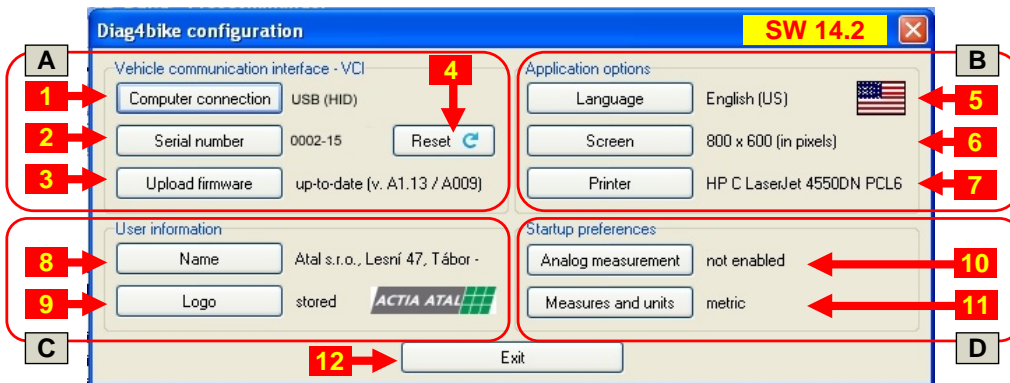 Diag4bike configuration
SW 14.2
A
Vehicle communication interface - VCI
4
1
Computer connection
USB (HID)
2
Serial number
0002-15
Reset
3
Upload firmware
up-to-date (v. A1.13 / A009)
B
Application options
Language
English (US)
5
Screen
800 x 600 (in pixels)
6
Printer
HP C LaserJet 4550DN PCL6
7
User information
8
Name
Atal s.r.o., Lesní 47, Tábor -
9
Logo
stored
ACTIA ATAL
C
Startup preferences
Analog measurement
not enabled
10
Measures and units
metric
11
D
12
Exit